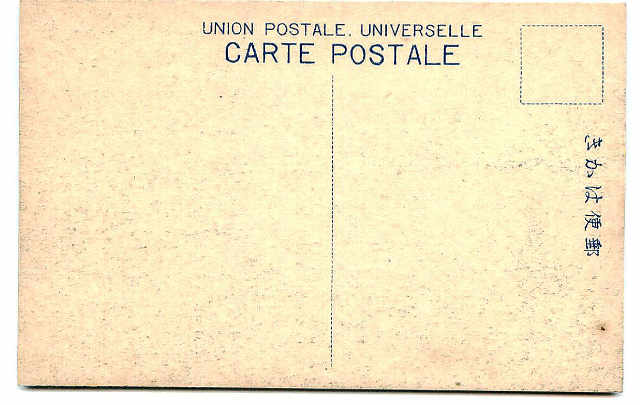 UNION POSTALE. UNIVERSELLE
CARTE POSTALE
きかは便郵